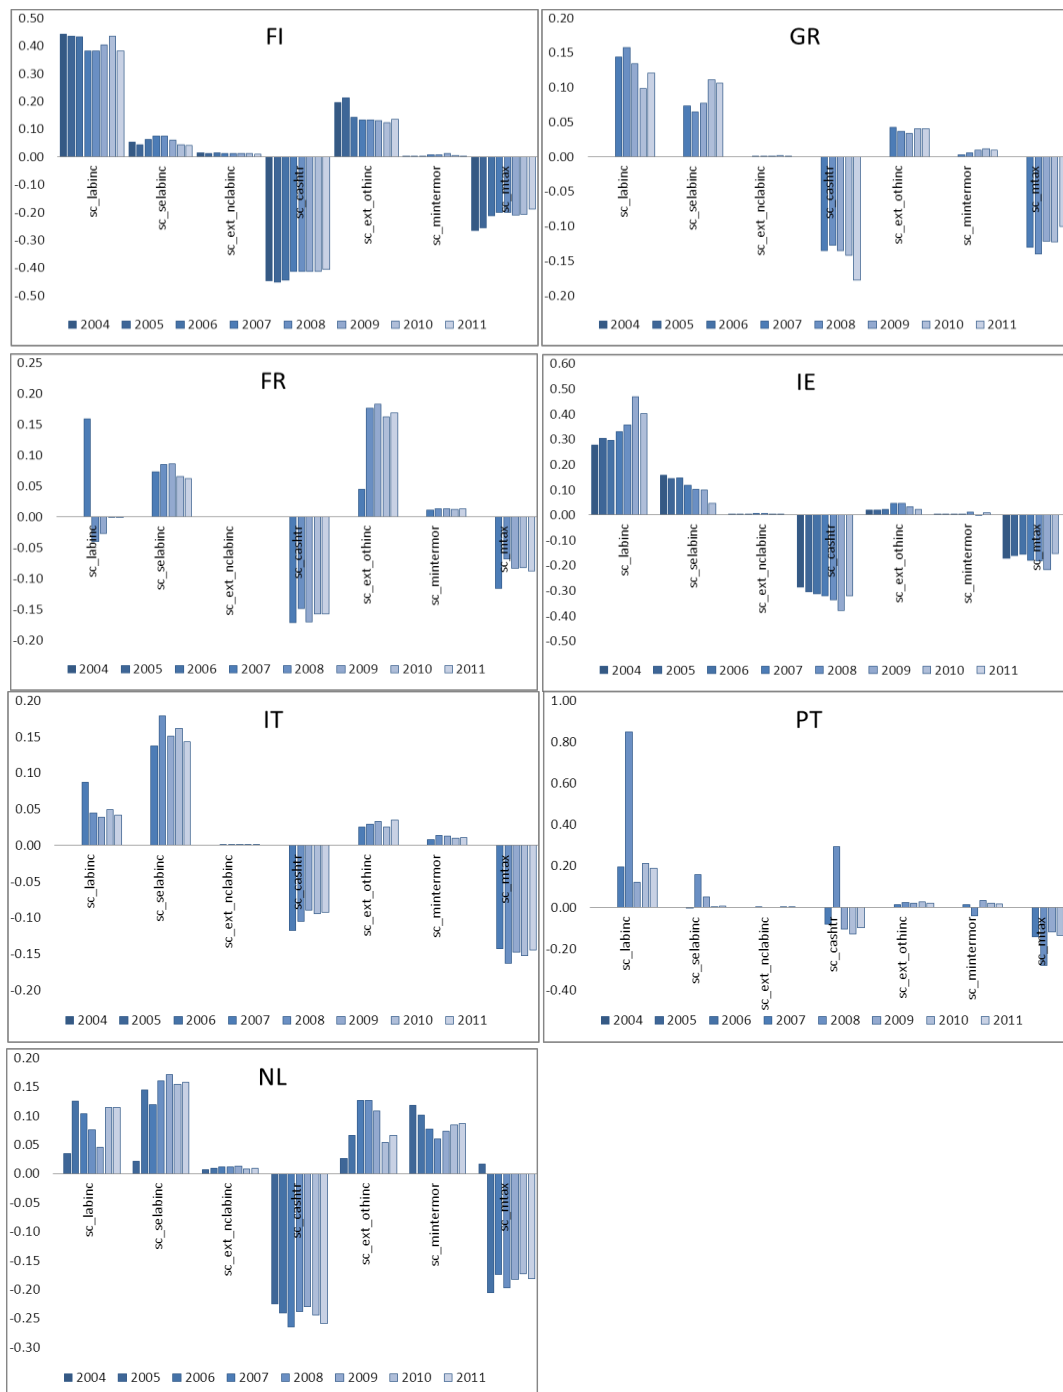 FI
0.50
0.40
0.30
0.20
0.10
0.00
-0.10
-0.20
-0.30
-0.40
-0.50
sc_labinc
sc_selabinc
sc_ext_nclabinc
sc_cashtr
sc_ext_othinc
sc_mintermor
sc_mtax
2004 2005 2006 2007 2008 2009 2010 2011
GR
0.20
0.15
0.10
0.05
0.00
-0.05
-0.10
-0.15
-0.20
sc_labinc
sc_selabinc
sc_ext_nclabinc
sc_cashtr
sc_ext_othinc
sc_mintermor
sc_mtax
2004 2005 2006 2007 2008 2009 2010 2011
FR
0.25
0.20
0.15
0.10
0.05
0.00
-0.05
-0.10
-0.15
-0.20
sc_labinc
sc_selabinc
sc_ext_nclabinc
sc_cashtr
sc_ext_othinc
sc_mintermor
sc_mtax
2004 2005 2006 2007 2008 2009 2010 2011
IE
0.60
0.50
0.40
0.30
0.20
0.10
0.00
-0.10
-0.20
-0.30
-0.40
-0.50
sc_labinc
sc_selabinc
sc_ext_nclabinc
sc_cashtr
sc_ext_othinc
sc_mintermor
sc_mtax
2004 2005 2006 2007 2008 2009 2010 2011
IT
0.20
0.15
0.10
0.05
0.00
-0.05
-0.10
-0.15
-0.20
sc_labinc
sc_selabinc
sc_ext_nclabinc
sc_cashtr
sc_ext_othinc
sc_mintermor
sc_mtax
2004 2005 2006 2007 2008 2009 2010 2011
PT
1.00
0.80
0.60
0.40
0.20
0.00
-0.20
-0.40
sc_labinc
sc_selabinc
sc_ext_nclabinc
sc_cashtr
sc_ext_othinc
sc_mintermor
sc_mtax
2004 2005 2006 2007 2008 2009 2010 2011
NL
0.20
0.15
0.10
0.05
0.00
-0.05
-0.10
-0.15
-0.20
-0.25
-0.30
sc_labinc
sc_selabinc
sc_ext_nclabinc
sc_cashtr
sc_ext_othinc
sc_mintermor
sc_mtax
2004 2005 2006 2007 2008 2009 2010 2011